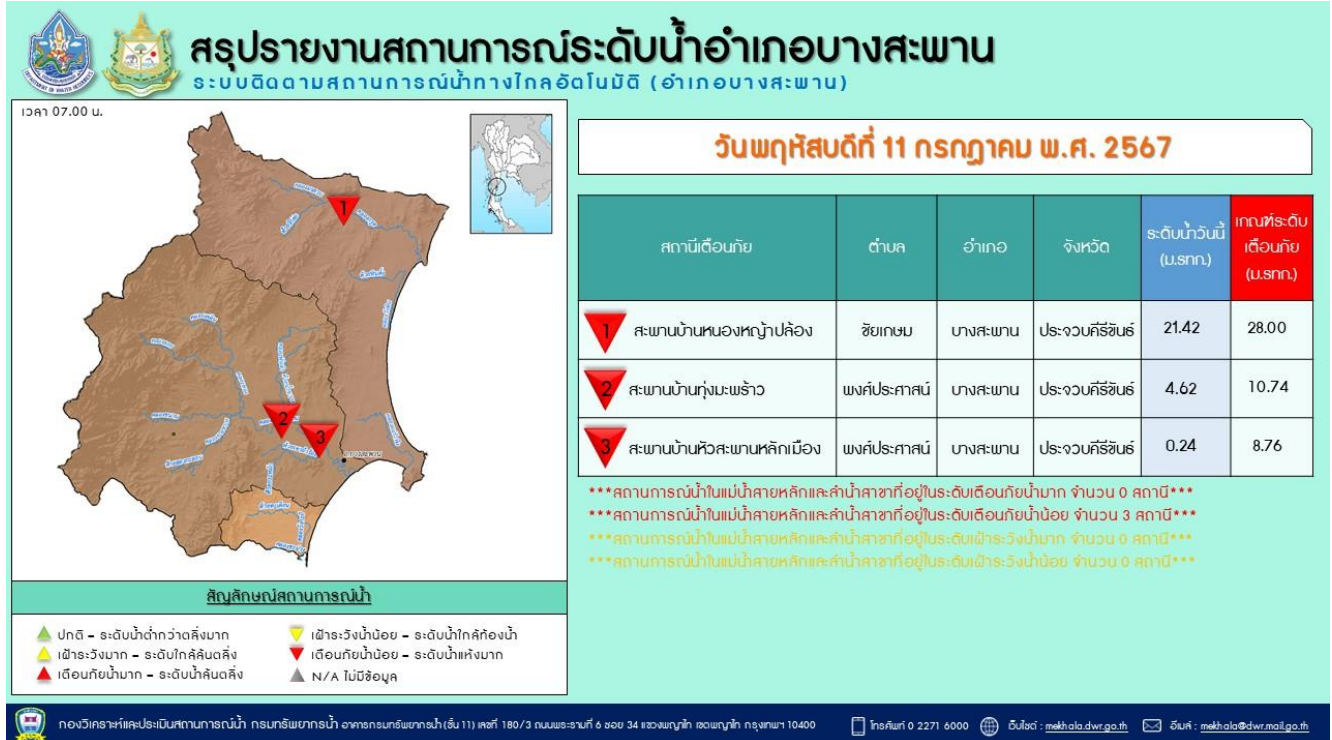 สรุปรายงานสถานการณ์ระดับน้ำอำเภอบางสะพาน
ระบบติดตามสถานการณ์น้ำทางไกลอัตโนมัติ (อำเภอบางสะพาน)
เวลา 07.00 น.
1
2
3
วันพฤหัสบดีที่ 11 กรกฎาคม พ.ศ. 2567
สถานีเตือนภัย ตำบล อำเภอ จังหวัด ระดับน้ำวันนี้ (ม.รทก.) เกณฑ์ระดับเตือนภัย (ม.รทก.)
1 สะพานบ้านหนองหญ้าปล้อง ชัยเกษม บางสะพาน ประจวบคีรีขันธ์ 21.42 28.00
2 สะพานบ้านทุ่งมะพร้าว พงศ์ประศาสน์ บางสะพาน ประจวบคีรีขันธ์ 4.62 10.74
3 สะพานบ้านหัวสะพานหลักเมือง พงศ์ประศาสน์ บางสะพาน ประจวบคีรีขันธ์ 0.24 8.76
***สถานการณ์น้ำในแม่น้ำสายหลักและลำน้ำสาขาที่อยู่ในระดับเตือนภัยน้ำมาก จำนวน 0 สถานี***
***สถานการณ์น้ำในแม่น้ำสายหลักและลำน้ำสาขาที่อยู่ในระดับเตือนภัยน้ำน้อย จำนวน 3 สถานี***
***สถานการณ์น้ำในแม่น้ำสายหลักและลำน้ำสาขาที่อยู่ในระดับเฝ้าระวังน้ำมาก จำนวน 0 สถานี***
***สถานการณ์น้ำในแม่น้ำสายหลักและลำน้ำสาขาที่อยู่ในระดับเฝ้าระวังน้ำน้อย จำนวน 0 สถานี***
สัญลักษณ์สถานการณ์น้ำ
ปกติ - ระดับน้ำต่ำกว่าตลิ่งมาก
เฝ้าระวังมาก - ระดับใกล้ล้นตลิ่ง
เตือนภัยน้ำมาก - ระดับน้ำล้นตลิ่ง
เฝ้าระวังน้ำน้อย - ระดับน้ำใกล้ท้องน้ำ
เตือนภัยน้ำน้อย - ระดับน้ำแห้งมาก
N/A ไม่มีข้อมูล
กองวิเคราะห์และประเมินสถานการณ์น้ำ กรมทรัพยากรน้ำ อาคารกรมทรัพยากรน้ำ (ชั้น 11) เลขที่ 180/3 ถนนพระรามที่ 6 ซอย 34 แขวงพญาไท เขตพญาไท กรุงเทพฯ 10400 โทรศัพท์ 0 2271 6000 เว็บไซต์ : mekhala.dwr.go.th อีเมล์ : mekhala@dwr.mail.go.th